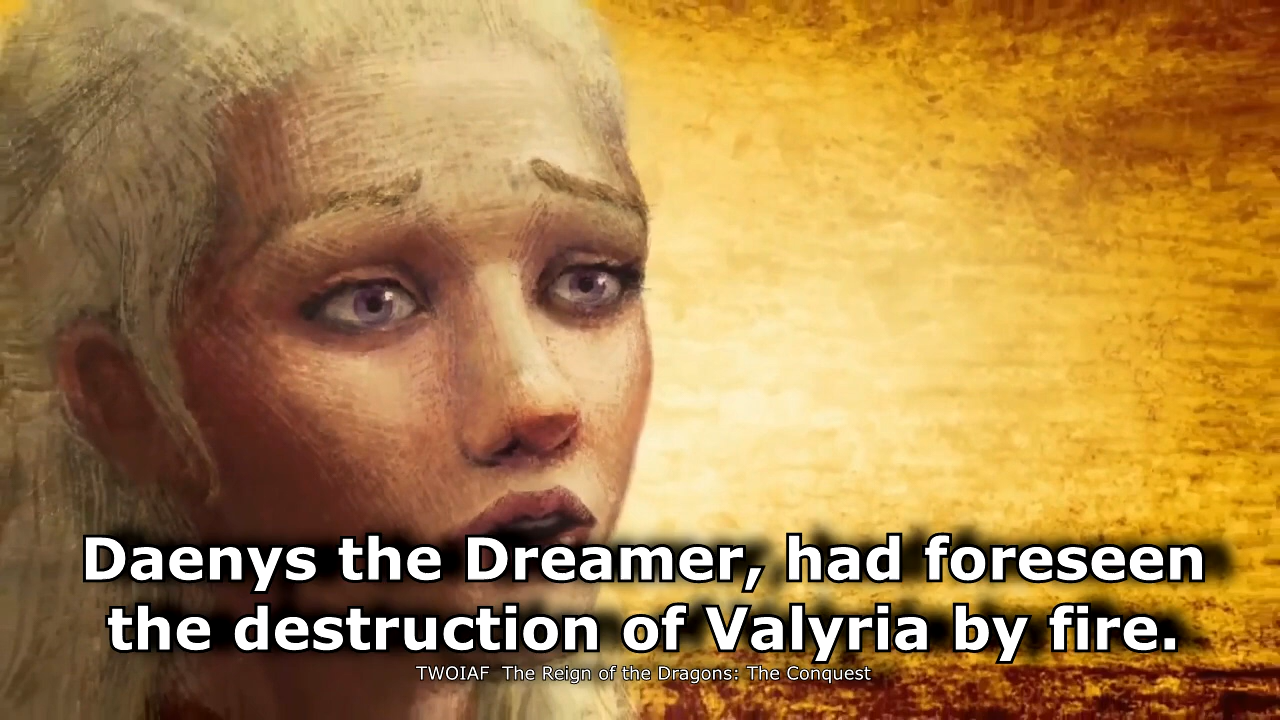 Daenys the Dreamer, had foreseen
the destruction of Valyria by fire.
TWOIAF The Reign of the Dragons: The Conquest